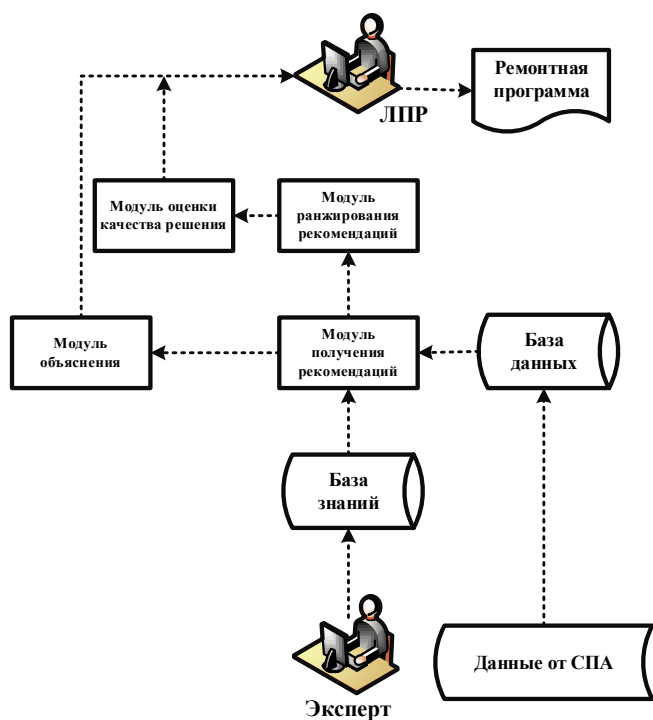 Ремонтная
программа
ЛПР
Модуль оценки
качества решения
Модуль
ранжирования
рекомендаций
Модуль
объяснения
Модуль
получения
рекомендаций
База
данных
База
знаний
Данные от СПА
Эксперт